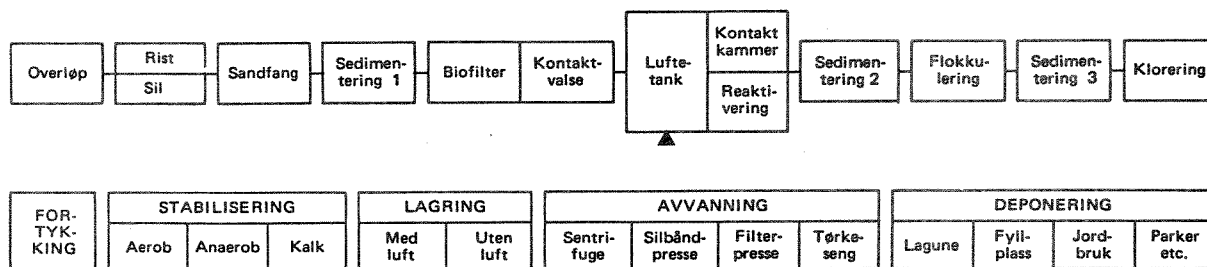 Overløp
Rist
Sil
Sandfang
Sedimen-
tering 1
Biofilter
Kontakt-
valse
Lufte-
tank
Kontakt
kammer
Reakti-
vering
Sedimen-
tering 2
Flokku-
lering
Sedimen-
tering 3
Klorering
FOR-
TYK-
KING
STABILISERING
Aerob
Anaerob
Kalk
LAGRING
Med
luft
Uten
luft
AVVANNING
Sentri-
fuge
Silbånd-
presse
Filter-
presse
Tørke-
seng
DEPONERING
Lagune
Fyll-
plass
Jord-
bruk
Parker
etc.